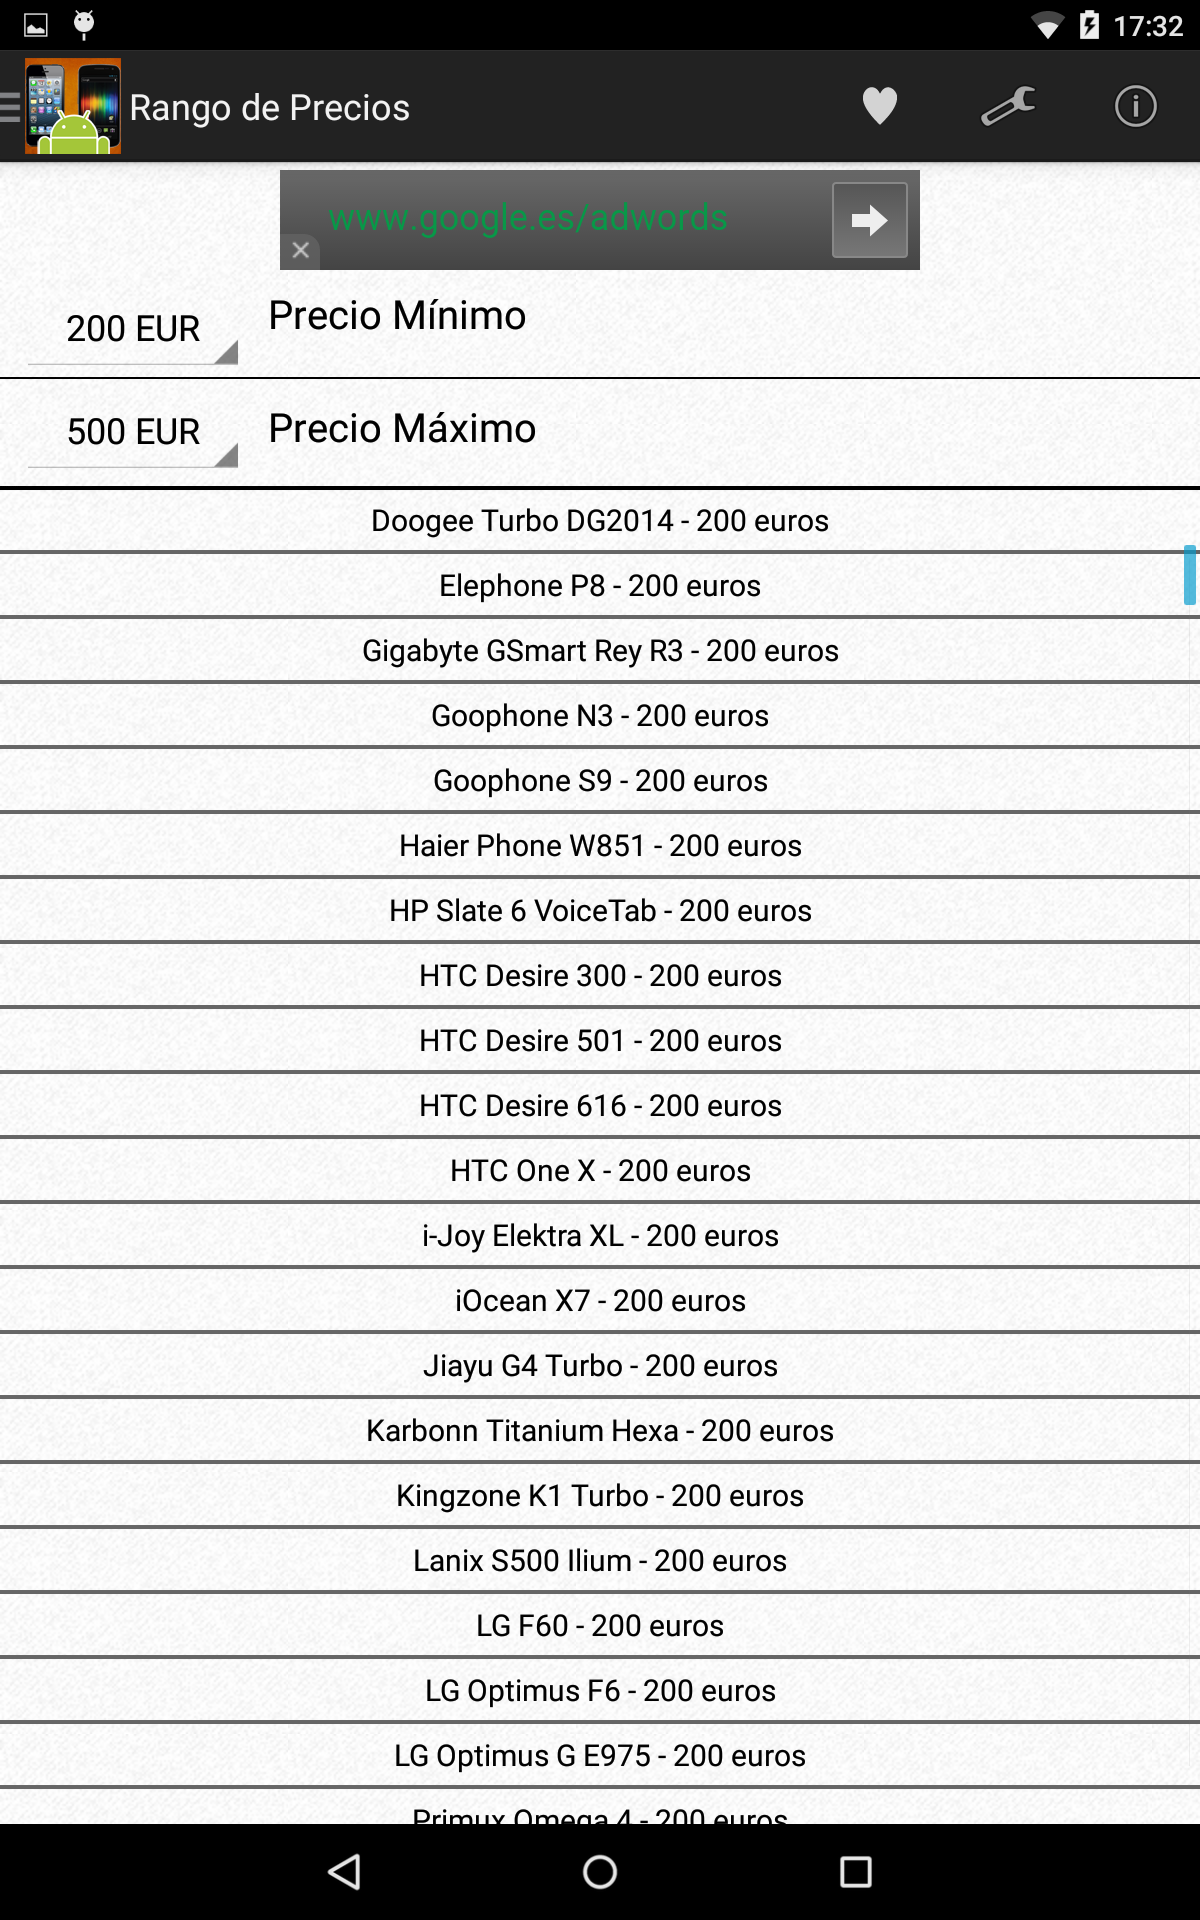 17:32
Rango de Precios
www.google.es/adwords
200 EUR
Precio Mínimo
500 EUR
Precio Máximo
Doogee Turbo DG2014 - 200 euros
Elephone P8 - 200 euros
Gigabyte GSmart Rey R3 - 200 euros
Goophone N3 - 200 euros
Goophone S9 - 200 euros
Haier Phone W851 - 200 euros
HP Slate 6 VoiceTab - 200 euros
HTC Desire 300 - 200 euros
HTC Desire 501 - 200 euros
HTC Desire 616 - 200 euros
HTC One X - 200 euros
i-Joy Elektra XL - 200 euros
iOcean X7 - 200 euros
Jiayu G4 Turbo - 200 euros
Karbonn Titanium Hexa - 200 euros
Kingzone K1 Turbo - 200 euros
Lanix S500 Ilium - 200 euros
LG F60 - 200 euros
LG Optimus F6 - 200 euros
LG Optimus G E975 - 200 euros
Primux Omega 4 - 200 euros